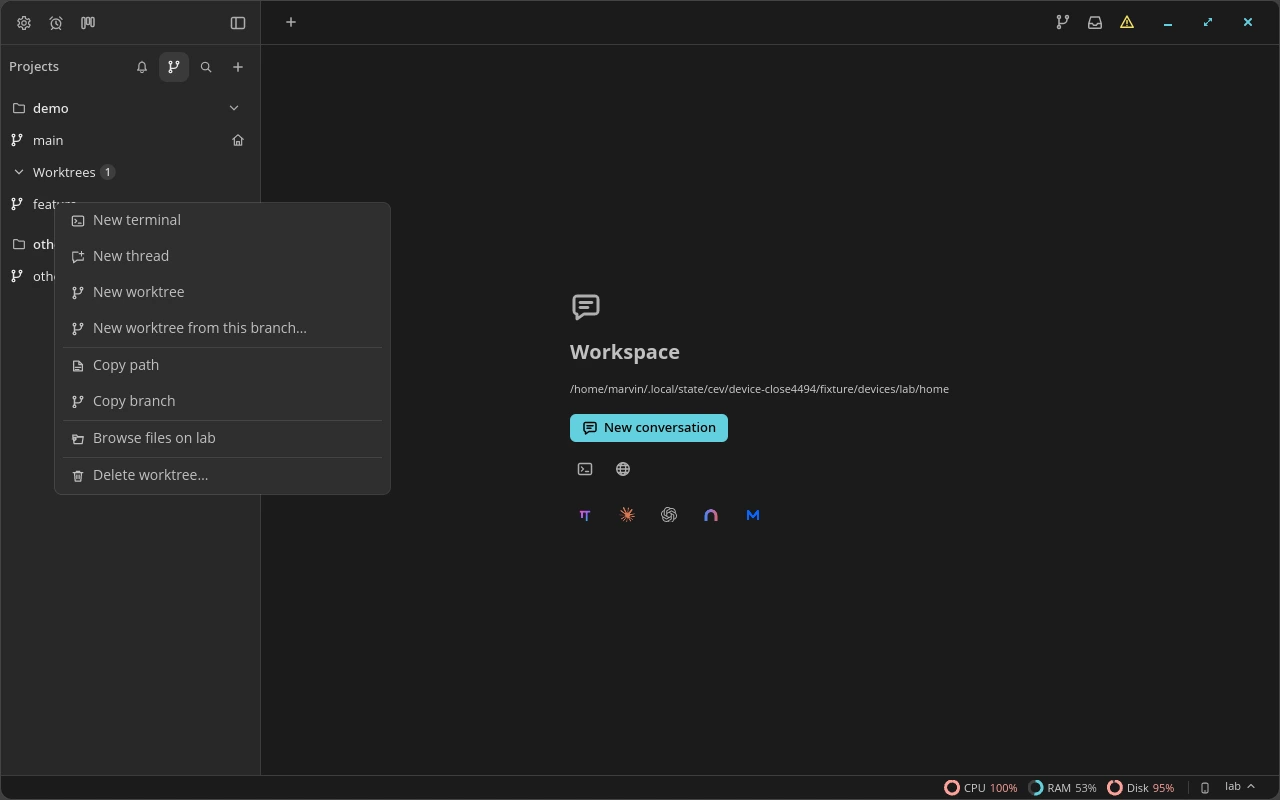 Projects
demo
main
Worktrees 1
New terminal
New thread
New worktree
New worktree from this branch...
Copy path
Copy branch
Browse files on lab
Delete worktree...
Workspace
/home/marvin/.local/state/cev/device-close4494/fixture/devices/lab/home
New conversation
CPU 100% RAM 53% Disk 95% lab